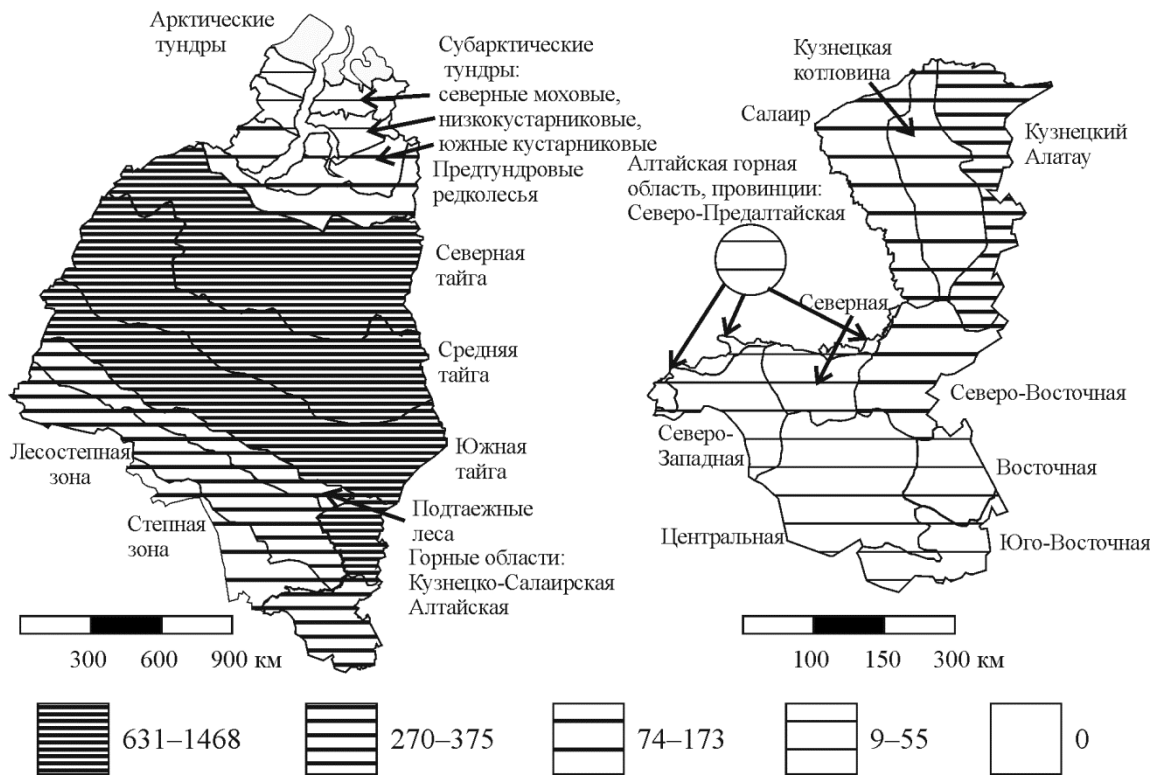 Арктические
тундры
Субарктические
тундры:
северные моховые,
низкокустарниковые,
южные кустарниковые
Предтундровые
редколесья
Северная
тайга
Средняя
тайга
Южная
тайга
Лесостепная
зона
Степная
зона
Подтаежные
леса
Горные области:
Кузнецко-Салаирская
Алтайская
300 600 900 км
Кузнецкая
котловина
Салаир
Кузнецкий
Алатау
Алтайская горная
область, провинции:
Северо-Предалтайская
Северная
Северо-Восточная
Северо-
Западная
Восточная
Центральная
Юго-Восточная
100 150 300 км
631–1468 270–375 74–173 9–55 0